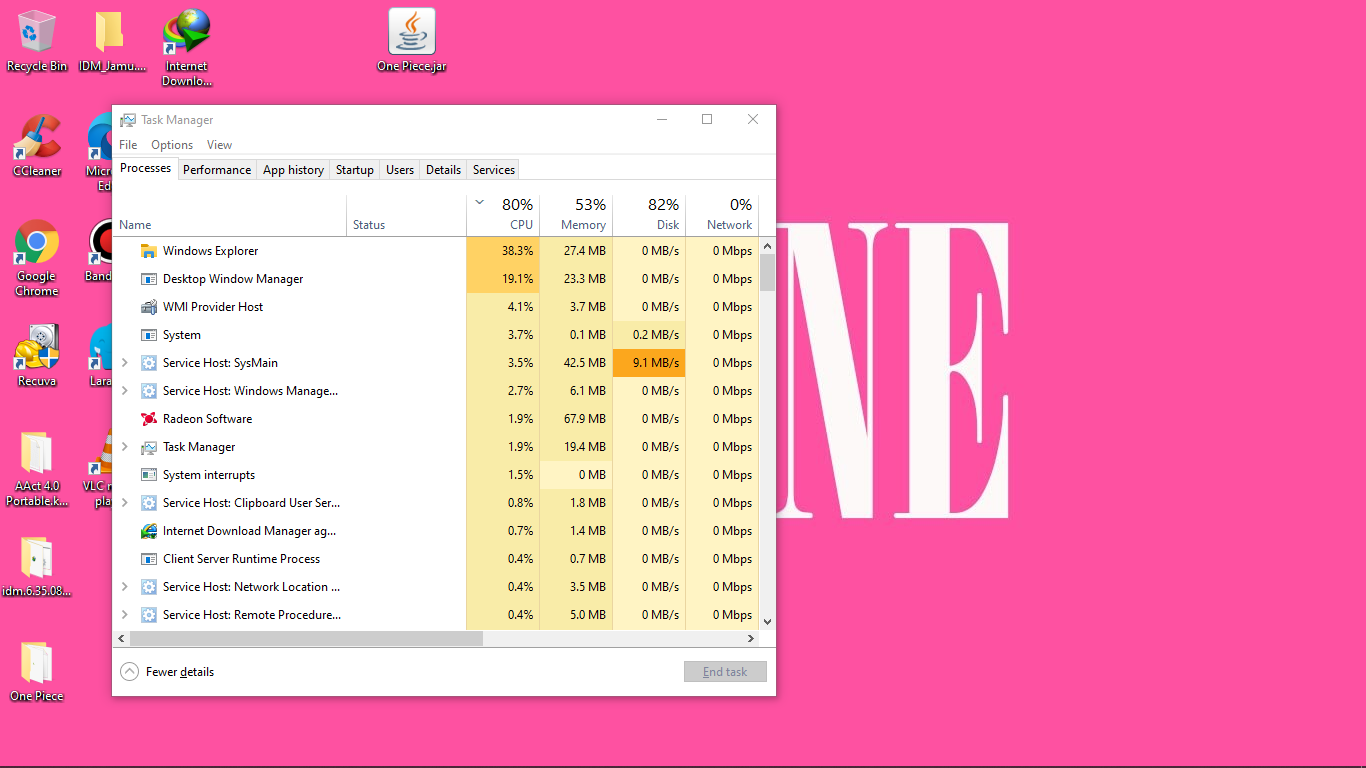 Recycle Bin
IDM_Jamu....
Internet
Downlo...
One Piece.jar
CCleaner
Micro
Ed
Google
Chrome
Band
Recuva
Lara
AAct 4.0
Portable.k...
VLC m
pla
idm.6.35.08...
One Piece
Task Manager
File Options View
Processes Performance App history Startup Users Details Services
80% 53% 82% 0%
Name Status CPU Memory Disk Network
Windows Explorer 38.3% 27.4 MB 0 MB/s 0 Mbps
Desktop Window Manager 19.1% 23.3 MB 0 MB/s 0 Mbps
WMI Provider Host 4.1% 3.7 MB 0 MB/s 0 Mbps
System 3.7% 0.1 MB 0.2 MB/s 0 Mbps
Service Host: SysMain 3.5% 42.5 MB 9.1 MB/s 0 Mbps
Service Host: Windows Manage... 2.7% 6.1 MB 0 MB/s 0 Mbps
Radeon Software 1.9% 67.9 MB 0 MB/s 0 Mbps
Task Manager 1.9% 19.4 MB 0 MB/s 0 Mbps
System interrupts 1.5% 0 MB 0 MB/s 0 Mbps
Service Host: Clipboard User Ser... 0.8% 1.8 MB 0 MB/s 0 Mbps
Internet Download Manager ag... 0.7% 1.4 MB 0 MB/s 0 Mbps
Client Server Runtime Process 0.4% 0.7 MB 0 MB/s 0 Mbps
Service Host: Network Location ... 0.4% 3.5 MB 0 MB/s 0 Mbps
Service Host: Remote Procedure... 0.4% 5.0 MB 0 MB/s 0 Mbps
Fewer details
End task
NE